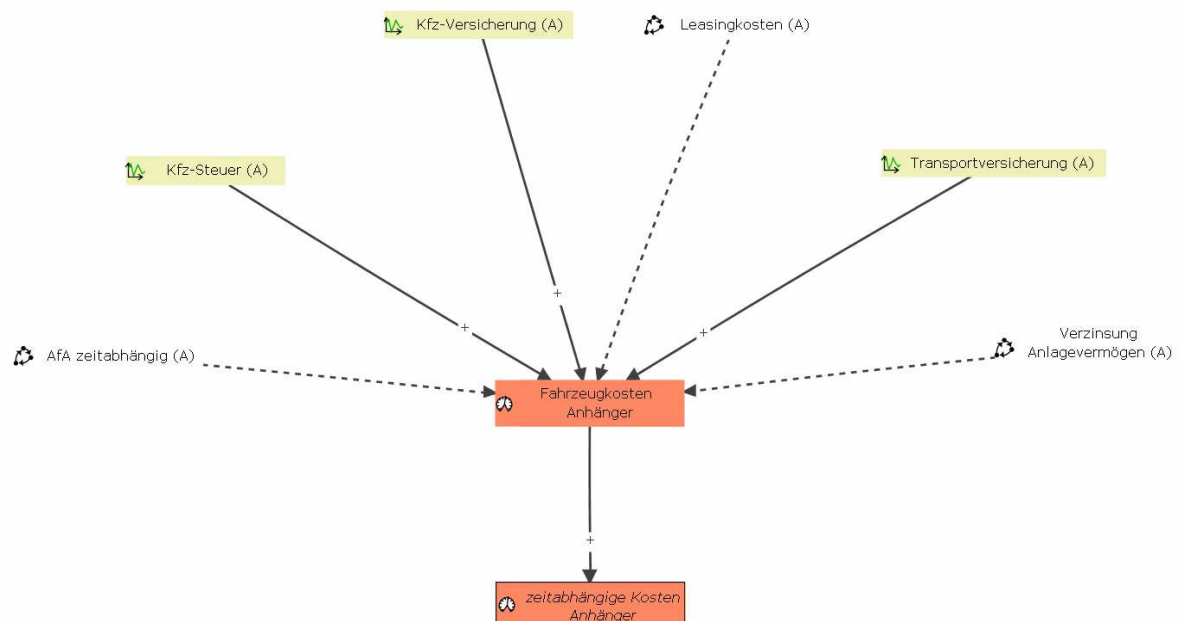 Kfz-Versicherung (A)
Leasingkosten (A)
Kfz-Steuer (A)
Transportversicherung (A)
+
+
+
AfA zeitabhängig (A)
Verzinsung
Anlagevermögen (A)
Fahrzeugkosten
Anhänger
+
zeitabhängige Kosten
Anhänger